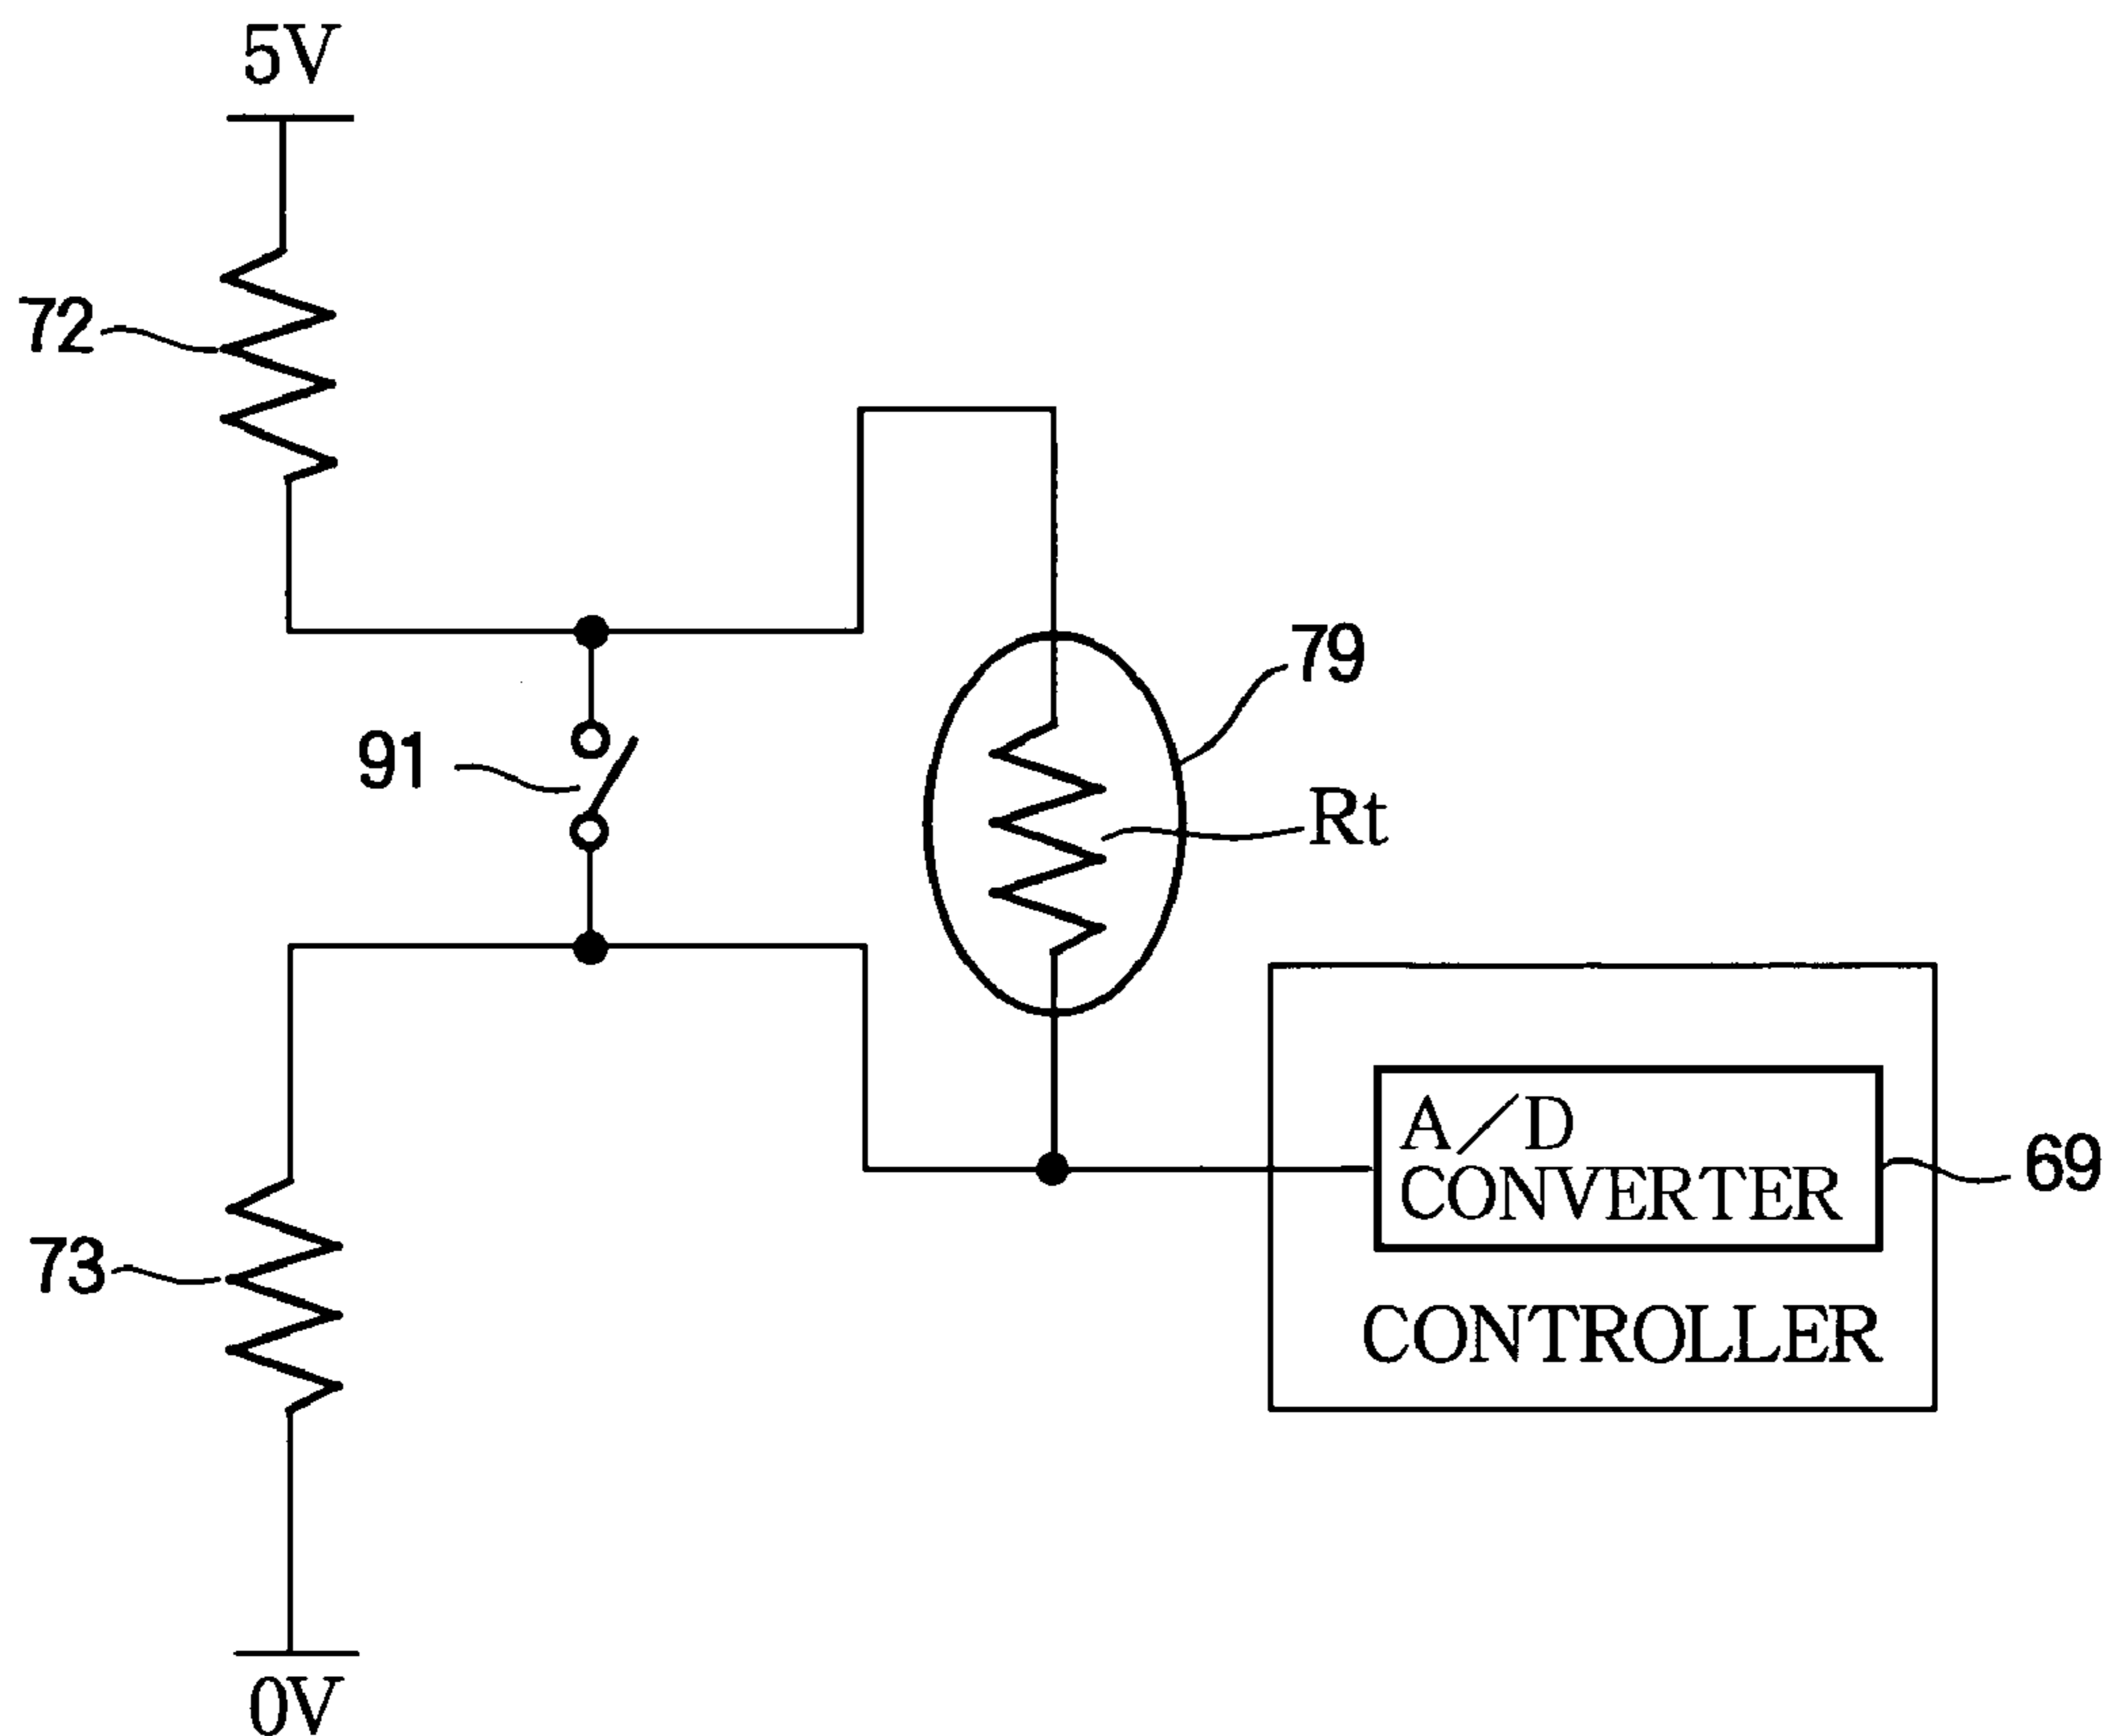 5V
72
79
91
Rt
A/D
CONVERTER
69
73
CONTROLLER
0V